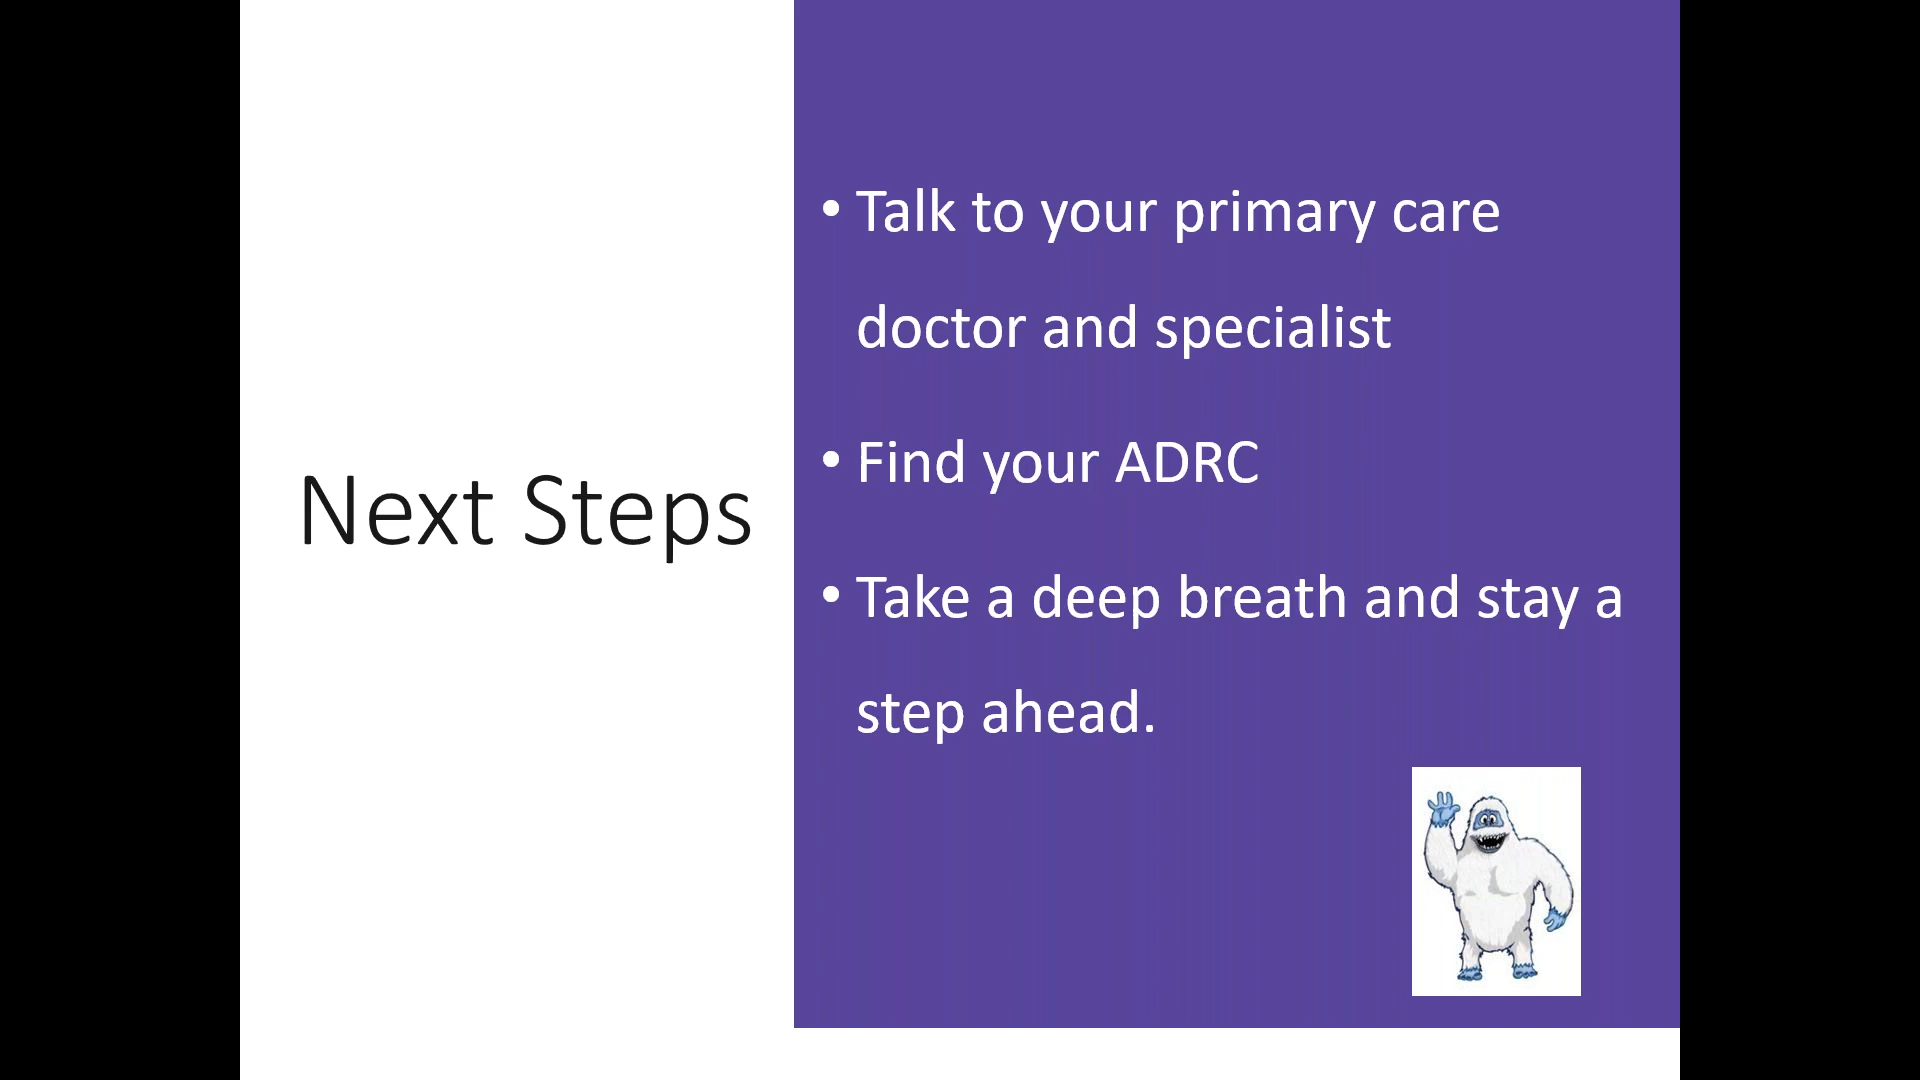 Next Steps
• Talk to your primary care
doctor and specialist
• Find your ADRC
• Take a deep breath and stay a
step ahead.